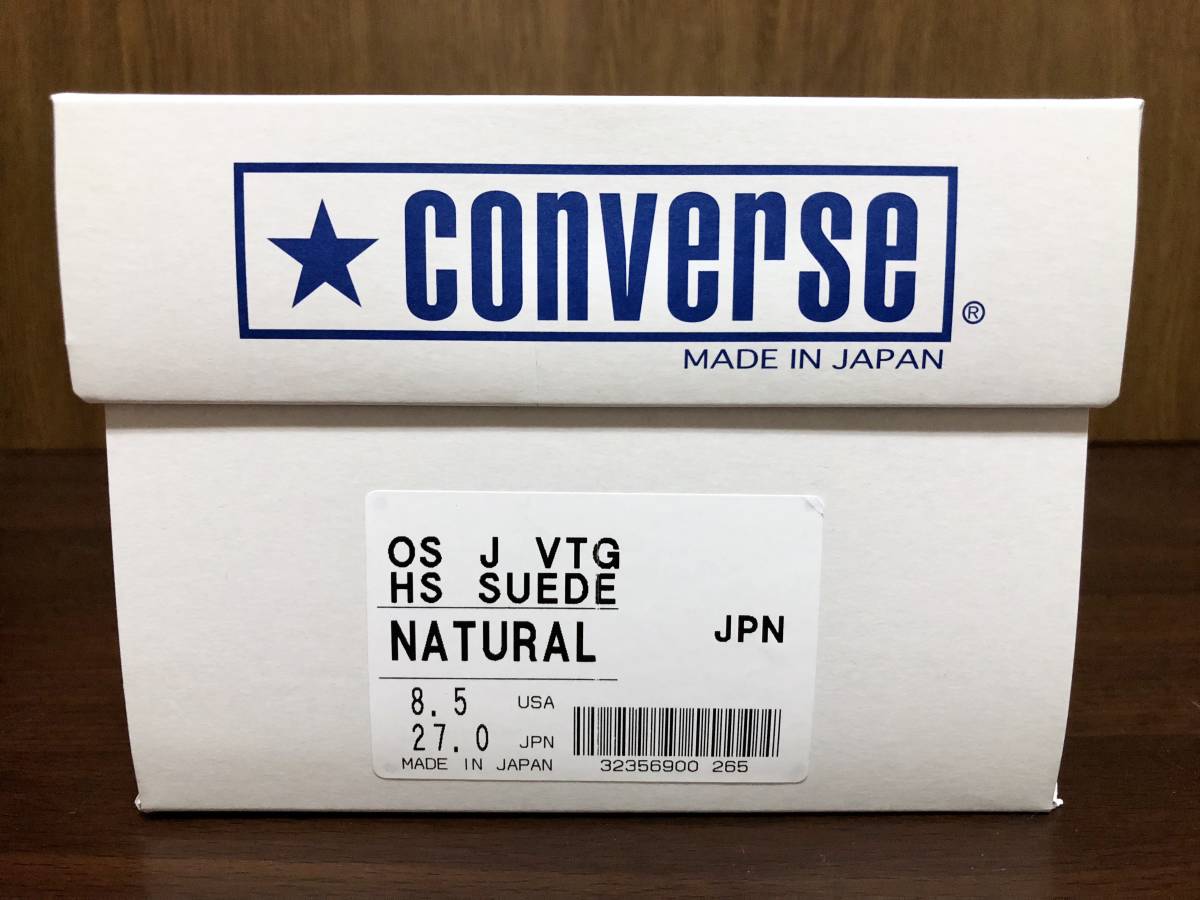 ★ converse ®
MADE IN JAPAN
OS J VTG
HS SUEDE
NATURAL
JPN
8.5 USA
27.0 JPN
MADE IN JAPAN
32356900 265